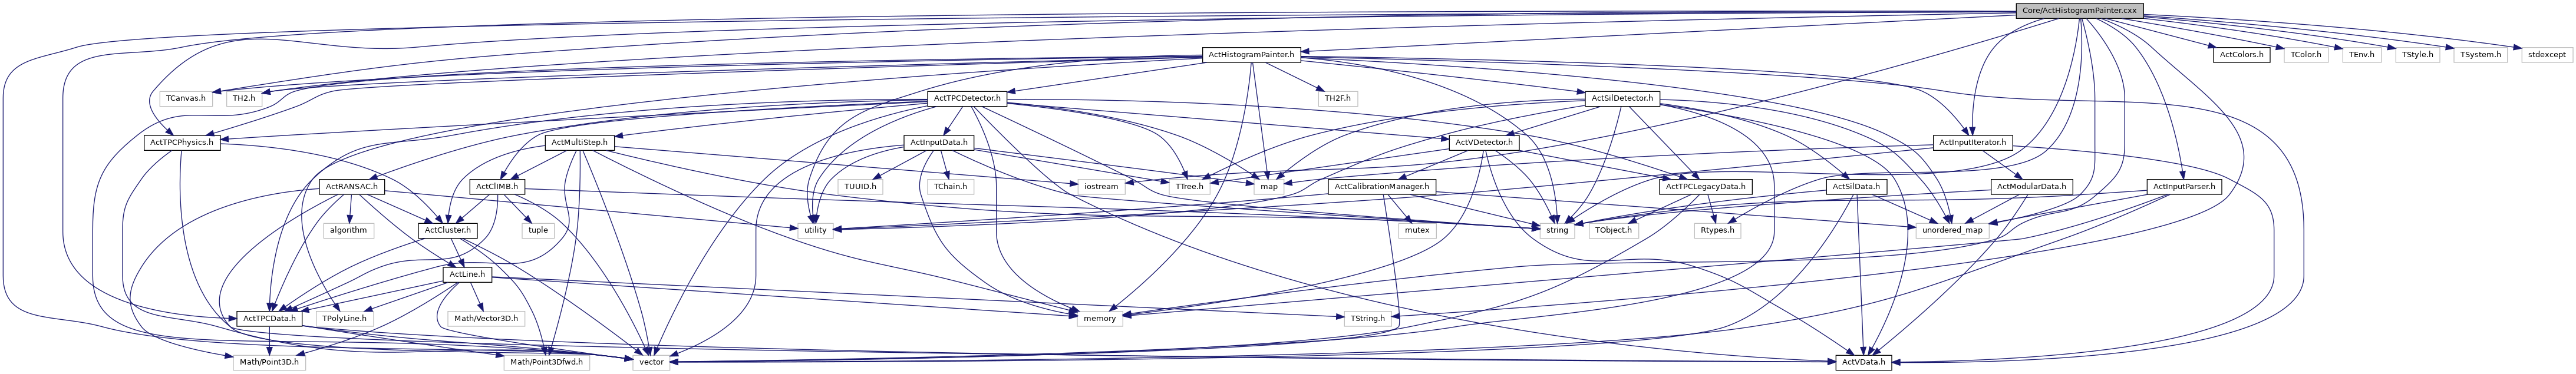 Core/ActHistogramPainter.cxx
ActHistogramPainter.h
ActColors.h
TColor.h
TEnv.h
TStyle.h
TSystem.h
stdexcept
TCanvas.h
TH2.h
ActTPCDetector.h
TH2F.h
ActSilDetector.h
ActTPCPhysics.h
ActMultiStep.h
ActInputData.h
ActVDetector.h
ActInputIterator.h
ActRANSAC.h
ActClIMB.h
TUUID.h
TChain.h
iostream
TTree.h
map
ActCalibrationManager.h
ActTPCLegacyData.h
ActSilData.h
ActModularData.h
ActInputParser.h
algorithm
ActCluster.h
tuple
utility
mutex
string
TObject.h
Rtypes.h
unordered_map
ActLine.h
ActTPCData.h
TPolyLine.h
Math/Vector3D.h
memory
TString.h
Math/Point3D.h
Math/Point3Dfwd.h
vector
ActVData.h